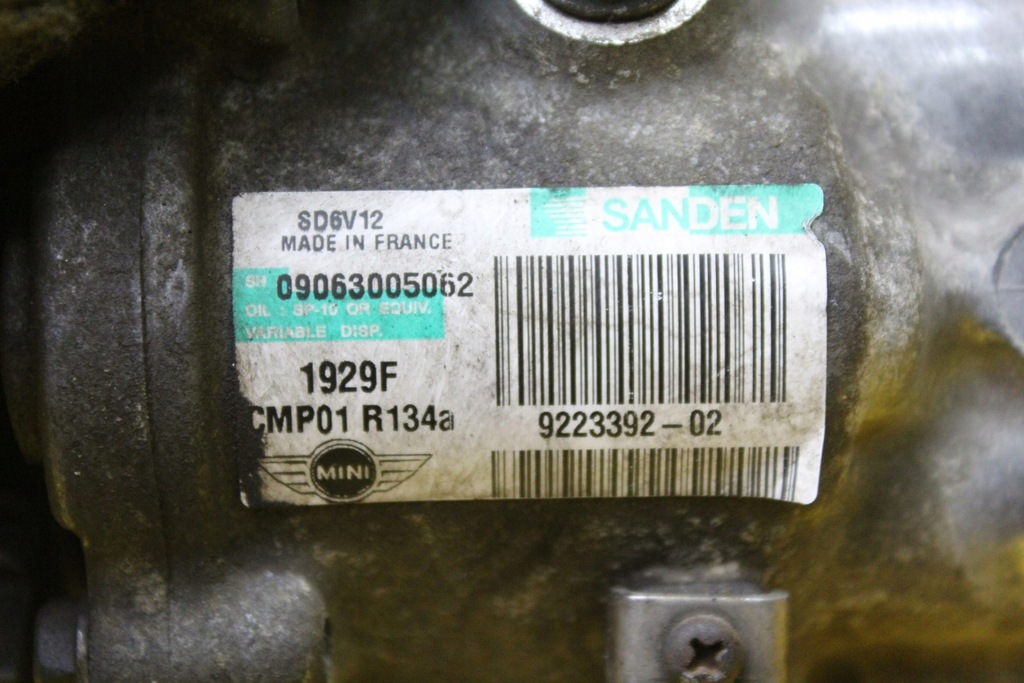 SD6V12
MADE IN FRANCE
SANDEN
SN 09063005062
OIL : SP-10 OR EQUIV.
VARIABLE DISP.
1929F
CMP01 R134a
9223392-02
MINI